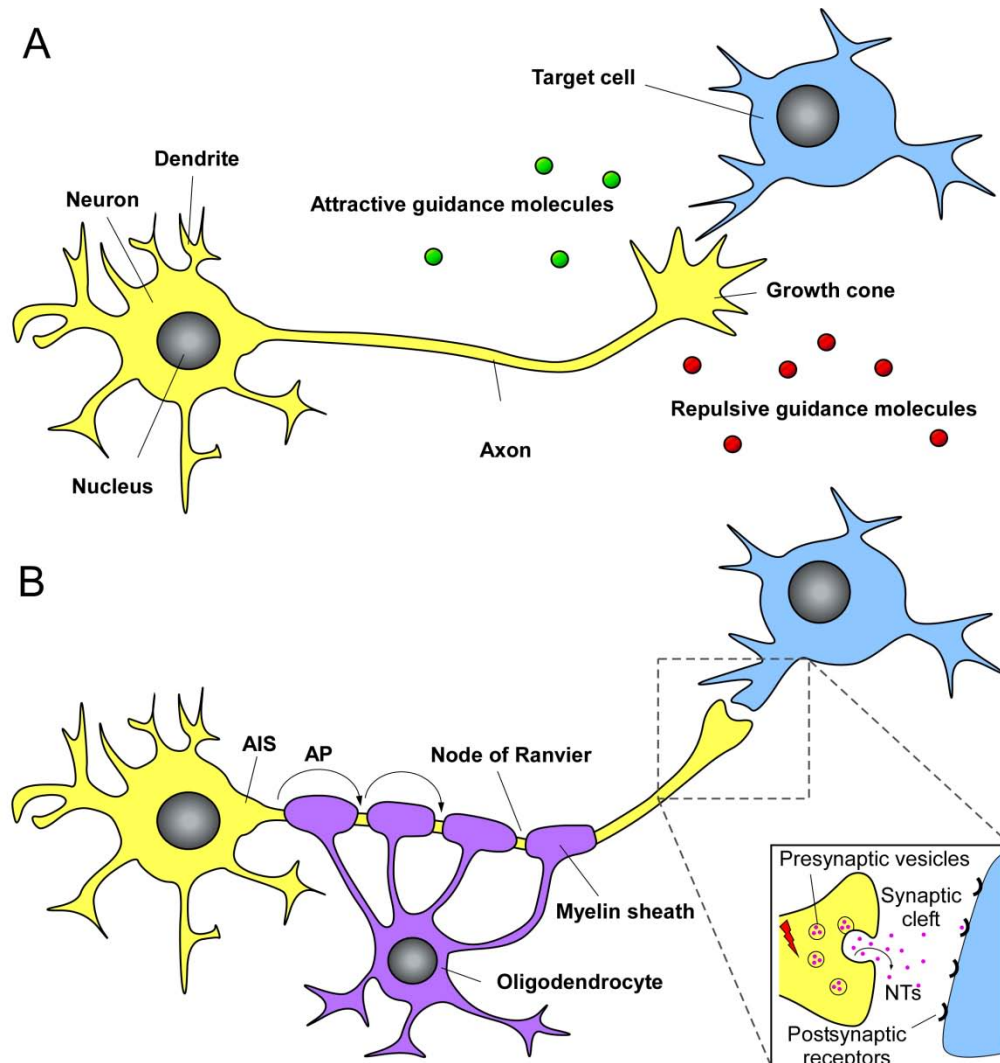 A
Target cell
Dendrite
Neuron
Attractive guidance molecules
Growth cone
Repulsive guidance molecules
Axon
Nucleus
B
AIS
AP
Node of Ranvier
Myelin sheath
Oligodendrocyte
Presynaptic vesicles
Synaptic
cleft
NTs
Postsynaptic
receptors